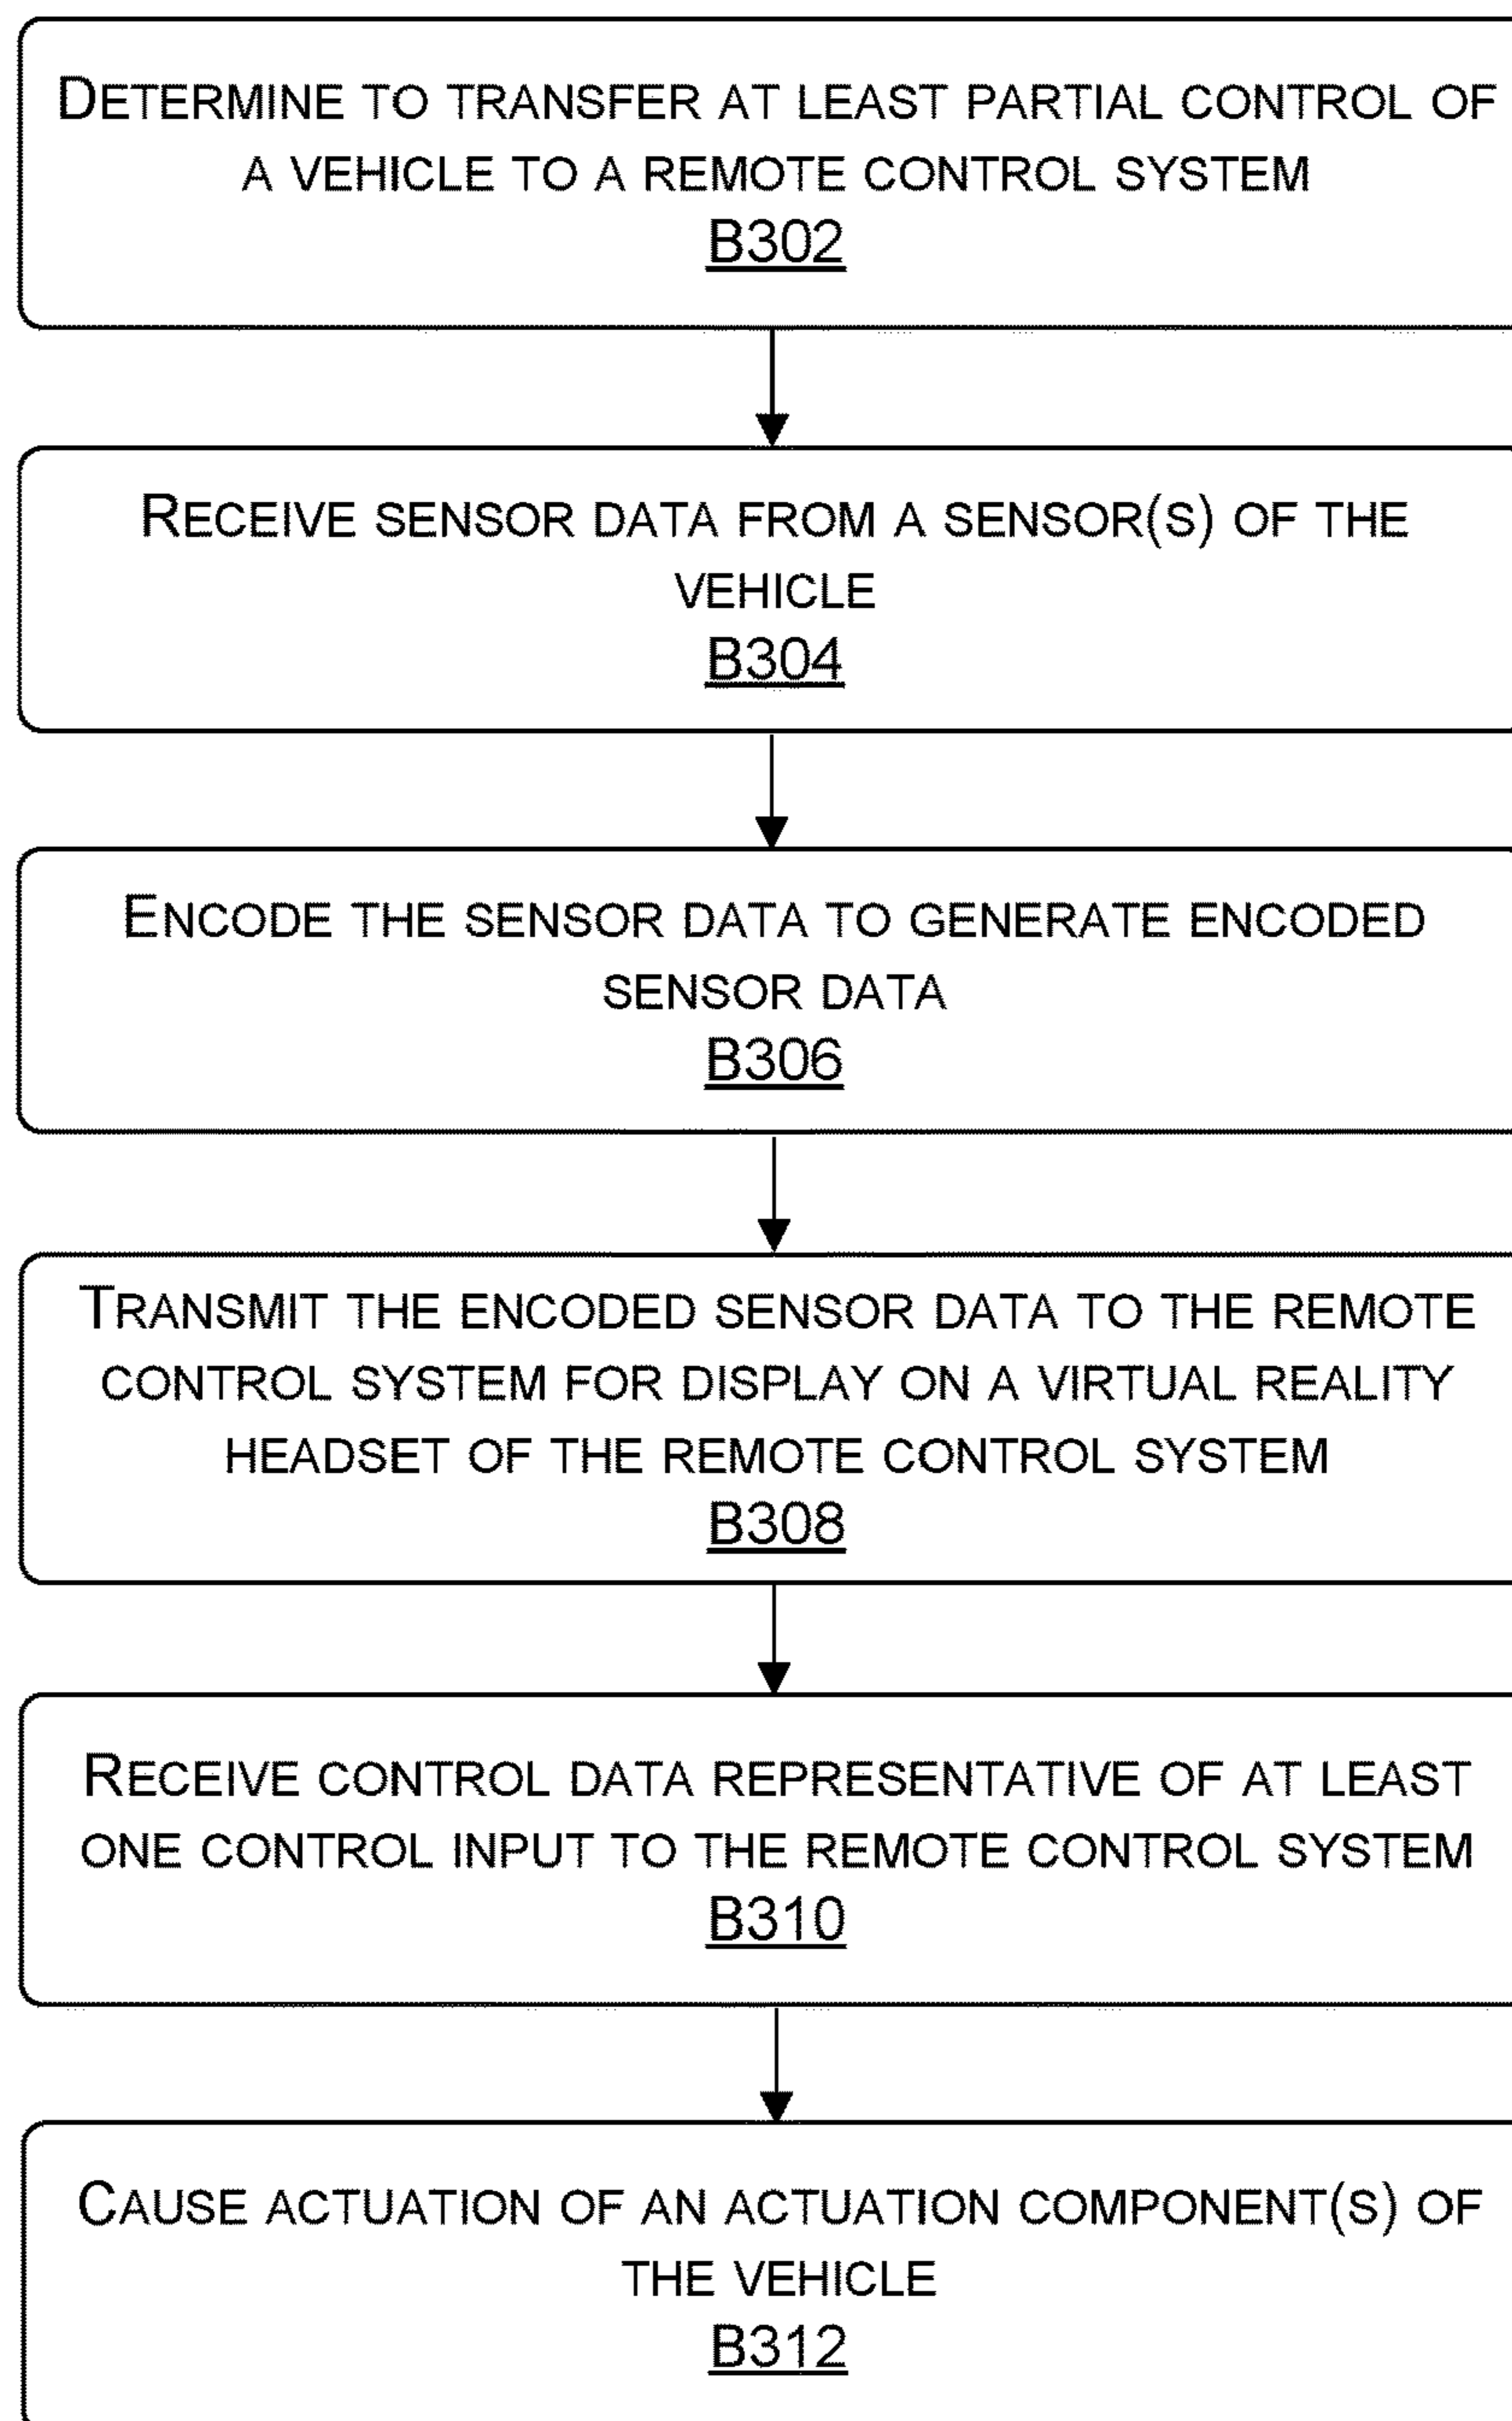 DETERMINE TO TRANSFER AT LEAST PARTIAL CONTROL OF
A VEHICLE TO A REMOTE CONTROL SYSTEM
B302
RECEIVE SENSOR DATA FROM A SENSOR(S) OF THE
VEHICLE
B304
ENCODE THE SENSOR DATA TO GENERATE ENCODED
SENSOR DATA
B306
TRANSMIT THE ENCODED SENSOR DATA TO THE REMOTE
CONTROL SYSTEM FOR DISPLAY ON A VIRTUAL REALITY
HEADSET OF THE REMOTE CONTROL SYSTEM
B308
RECEIVE CONTROL DATA REPRESENTATIVE OF AT LEAST
ONE CONTROL INPUT TO THE REMOTE CONTROL SYSTEM
B310
CAUSE ACTUATION OF AN ACTUATION COMPONENT(S) OF
THE VEHICLE
B312